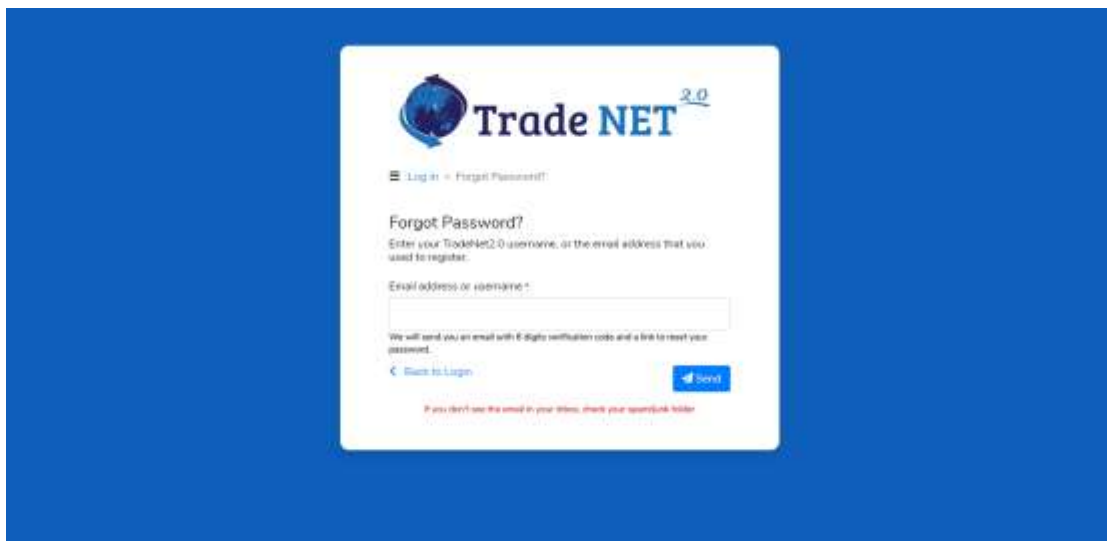 Trade NET 2.0
Log in > Forgot Password?
Forgot Password?
Enter your TradeNet2.0 username, or the email address that you
used to register.
Email address or username *
We will send you an email with 6 digits verification code and a link to reset your
password.
Back to Login
Send
If you don't see the email in your inbox, check your spam/junk folder